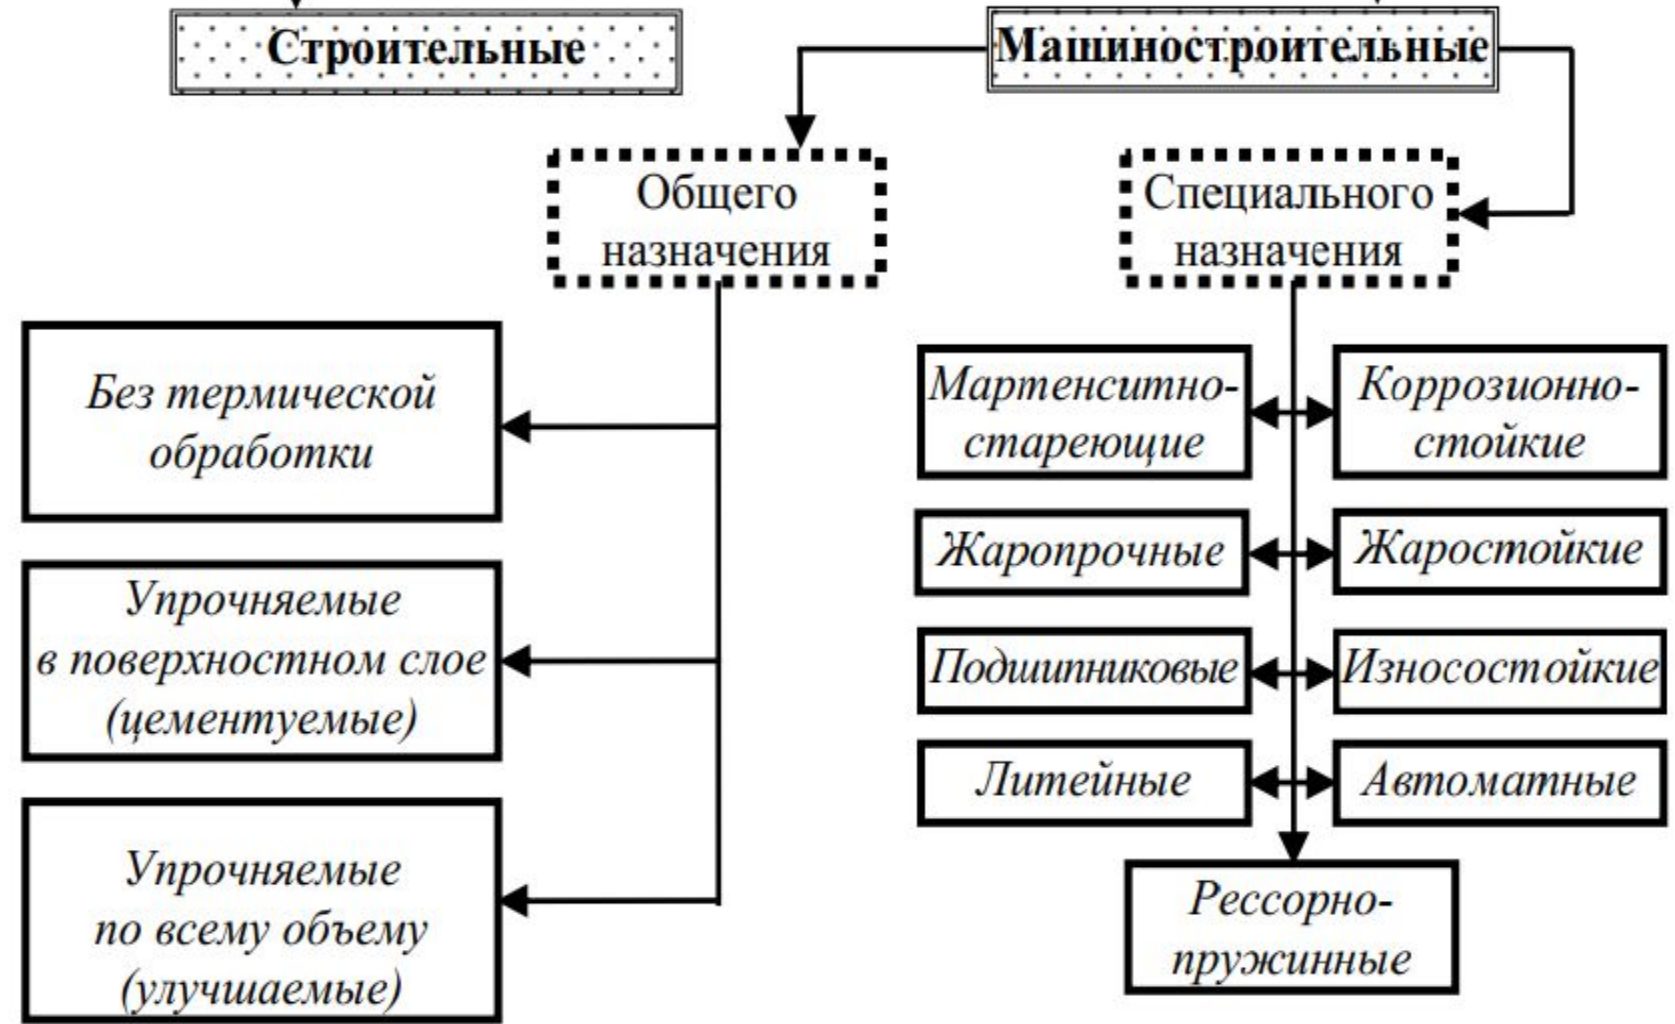 Строительные
Машиностроительные
Общего
назначения
Специального
назначения
Без термической
обработки
Упрочняемые
в поверхностном слое
(цементуемые)
Упрочняемые
по всему объему
(улучшаемые)
Мартенситно-
стареющие
Коррозионно-
стойкие
Жаропрочные
Жаростойкие
Подшипниковые
Износостойкие
Литейные
Автоматные
Рессорно-
пружинные